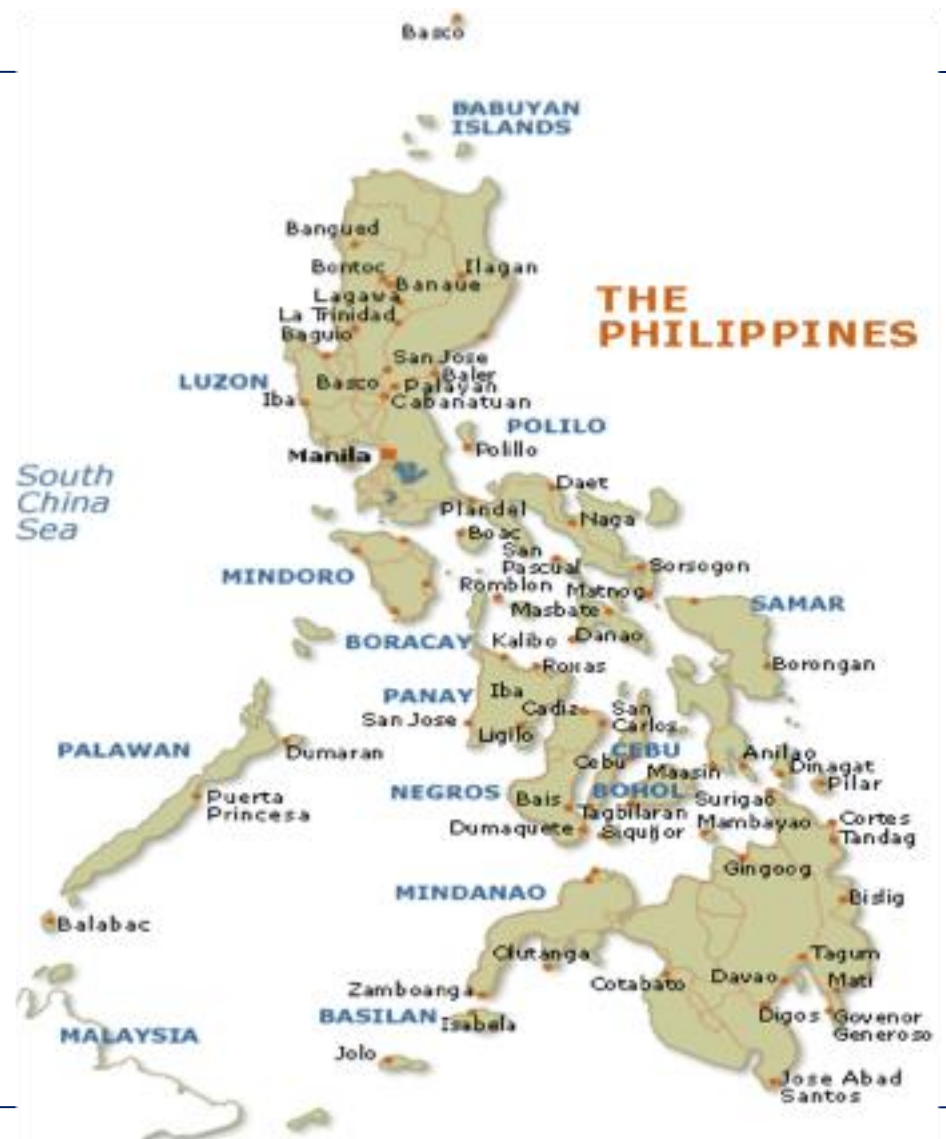 Basco
BABUYAN
ISLANDS
Bangued
Bontoc
Ilagan
Banaue
Lagawa
THE
PHILIPPINES
La Trinidad
Baguio
San Jose
Baler
LUZON
Basco
Palayan
Iba
Cabanatuan
POLILO
Manila
Polillo
South
China
Sea
Daet
Plandel
Naga
Boac
San
Pascual
Sorsogon
MINDORO
Romblon
Matnog
Masbate
SAMAR
BORACAY
Kalibo
Danao
Roxas
Borongan
PANAY
Iba
San Jose
Cadiz
San
Carlos
Ligilo
PALAWAN
Dumaran
CEBU
Cebu
Maasin
Anilao
Dinagat
Pilar
NEGROS
BOHOL
Puerta
Princesa
Bais
Tagbilaran
Surigao
Dumaquete
Siquijor
Mambayao
Cortes
Tandag
Gingoog
MINDANAO
Bislig
Balabac
Olutanga
Tagum
Cotabato
Davao
Mati
Zamboanga
BASILAN
Isabela
Digos
Govenor
Generoso
MALAYSIA
Jolo
Jose Abad
Santos